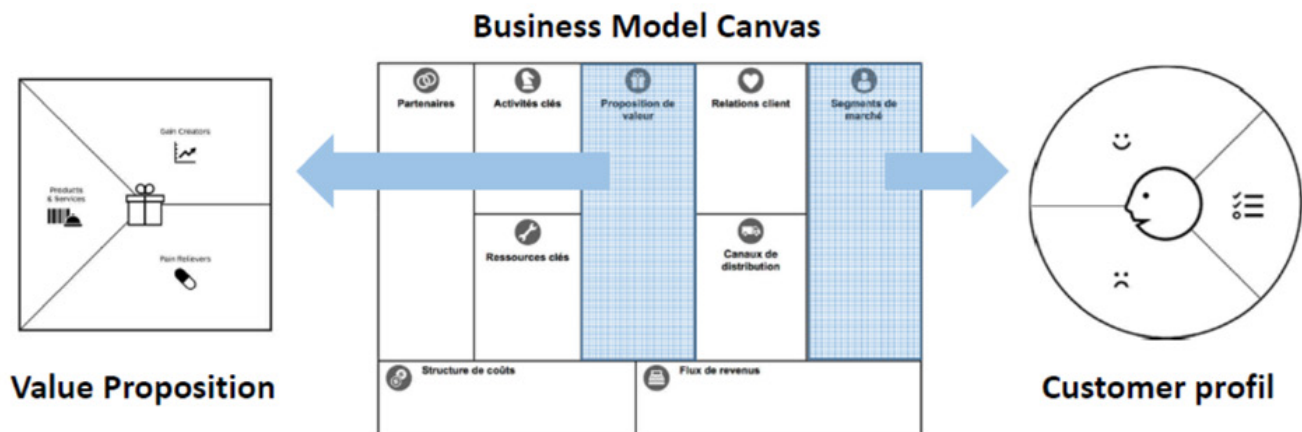 Business Model Canvas
Gain Creators
Products
& Services
Pain Relievers
Value Proposition
Partenaires
Activités clés
Proposition de
valeur
Relations client
Segments de
marché
Ressources clés
Canaux de
distribution
Structure de coûts
Flux de revenus
Customer profil